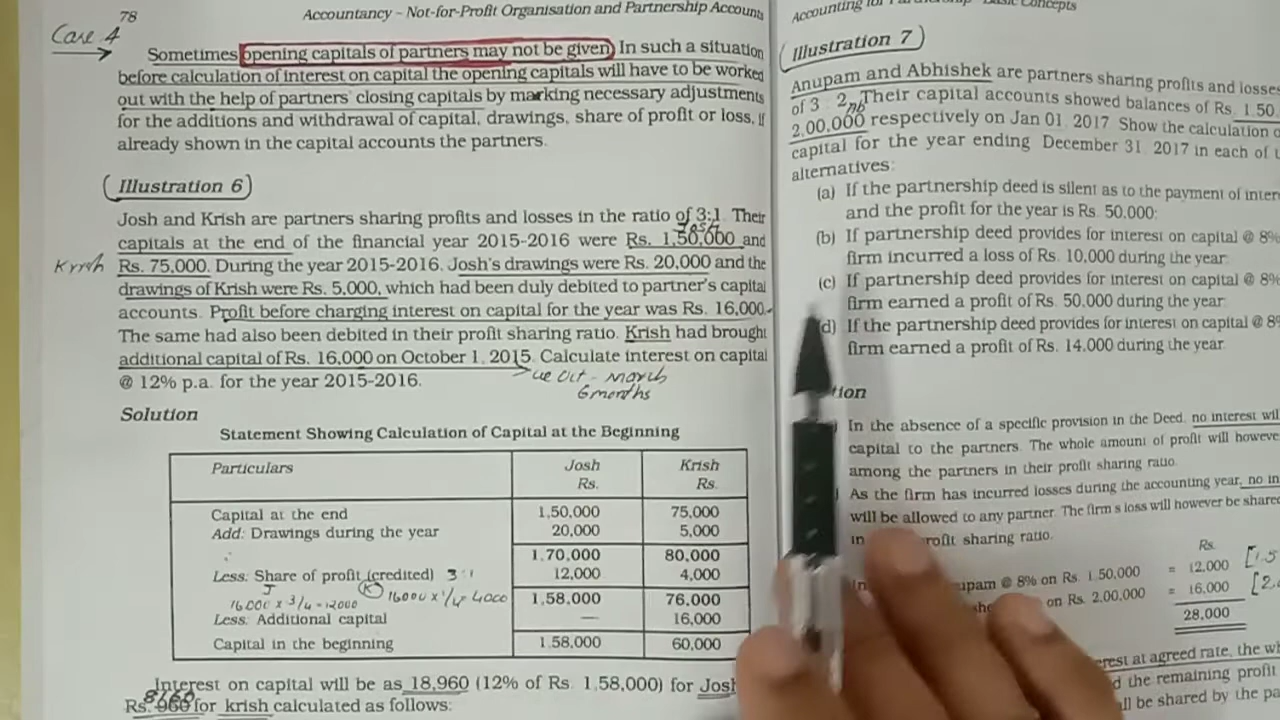 78
Accountancy – Not-for-Profit Organisation and Partnership Accounts
Case 4
Sometimes opening capitals of partners may not be given. In such a situation
before calculation of interest on capital the opening capitals will have to be worked
out with the help of partners' closing capitals by marking necessary adjustments
for the additions and withdrawal of capital, drawings, share of profit or loss, if
already shown in the capital accounts the partners.
Illustration 6
Josh and Krish are partners sharing profits and losses in the ratio of 3:1. Their
Josh
capitals at the end of the financial year 2015-2016 were Rs. 1,50,000 and
Krish Rs. 75,000. During the year 2015-2016, Josh's drawings were Rs. 20,000 and the
drawings of Krish were Rs. 5,000, which had been duly debited to partner's capital
accounts. Profit before charging interest on capital for the year was Rs. 16,000.
The same had also been debited in their profit sharing ratio. Krish had brought
additional capital of Rs. 16,000 on October 1, 2015. Calculate interest on capital
@ 12% p.a. for the year 2015-2016.
Oct - March
6 months
Solution
Statement Showing Calculation of Capital at the Beginning
Particulars Josh Krish
Rs. Rs.
Capital at the end 1,50,000 75,000
Add: Drawings during the year 20,000 5,000
1.70.000 80,000
Less: Share of profit (credited) 3:1 12,000 4,000
J K
16000 x 3/4 = 12000 16000 x 1/4 = 4000 1,58,000 76,000
Less: Additional capital — 16,000
Capital in the beginning 1.58,000 60,000
Interest on capital will be as 18,960 (12% of Rs. 1,58,000) for Josh
8160
Rs. 960 for krish calculated as follows:
Accounting for Basic Concepts
Illustration 7
Anupam and Abhishek are partners sharing profits and losses
of 3 : 2. Their capital accounts showed balances of Rs. 1,50,
2,00,000 respectively on Jan 01, 2017. Show the calculation
capital for the year ending December 31, 2017 in each of
alternatives:
(a) If the partnership deed is silent as to the payment of
and the profit for the year is Rs. 50,000;
(b) If partnership deed provides for interest on capital @ 8%
firm incurred a loss of Rs. 10,000 during the year;
(c) If partnership deed provides for interest on capital @ 8%
firm earned a profit of Rs. 50,000 during the year;
(d) If the partnership deed provides for interest on capital @ 8%
firm earned a profit of Rs. 14,000 during the year.
In the absence of a specific provision in the Deed, no interest
capital to the partners. The whole amount of profit will
among the partners in their profit sharing ratio.
As the firm has incurred losses during the accounting year, no
will be allowed to any partner. The firm's loss will however be
in profit sharing ratio.
Rs.
@ 8% on Rs. 1,50,000 = 12,000
on Rs. 2,00,000 = 16,000
28,000
at agreed rate, the
the remaining profit
be shared by the